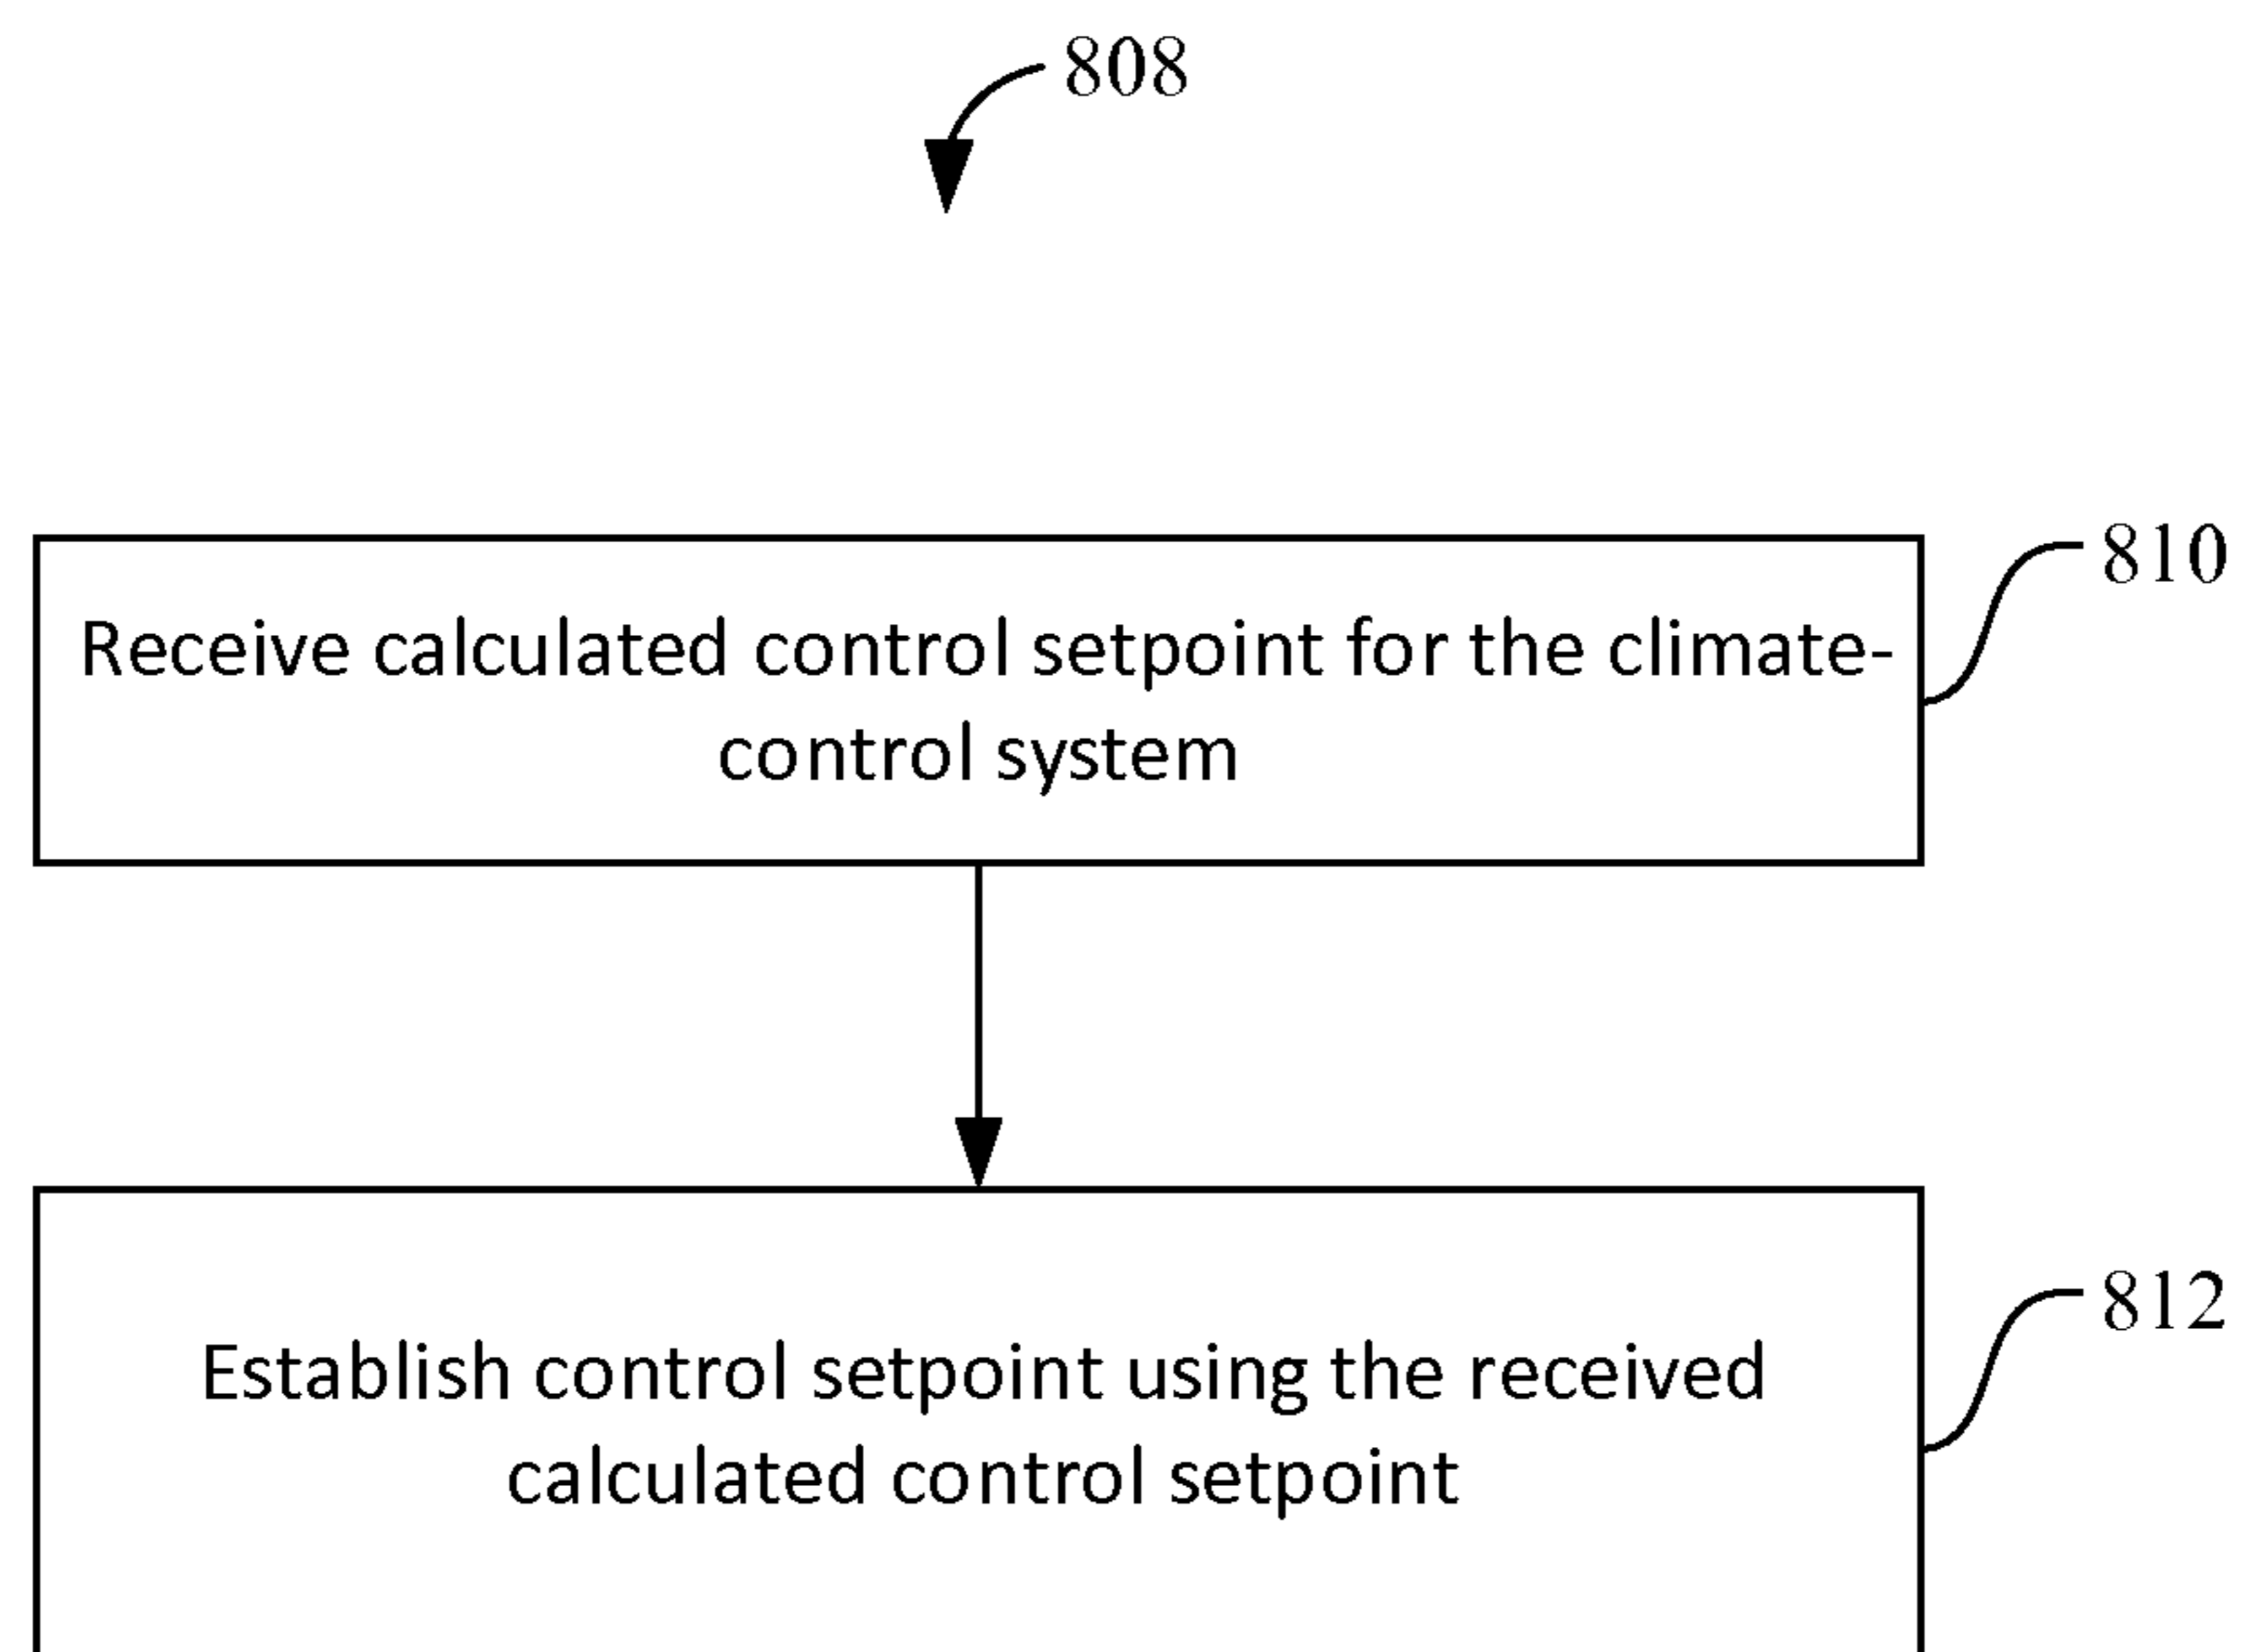 808
810
Receive calculated control setpoint for the climate-
control system
812
Establish control setpoint using the received
calculated control setpoint